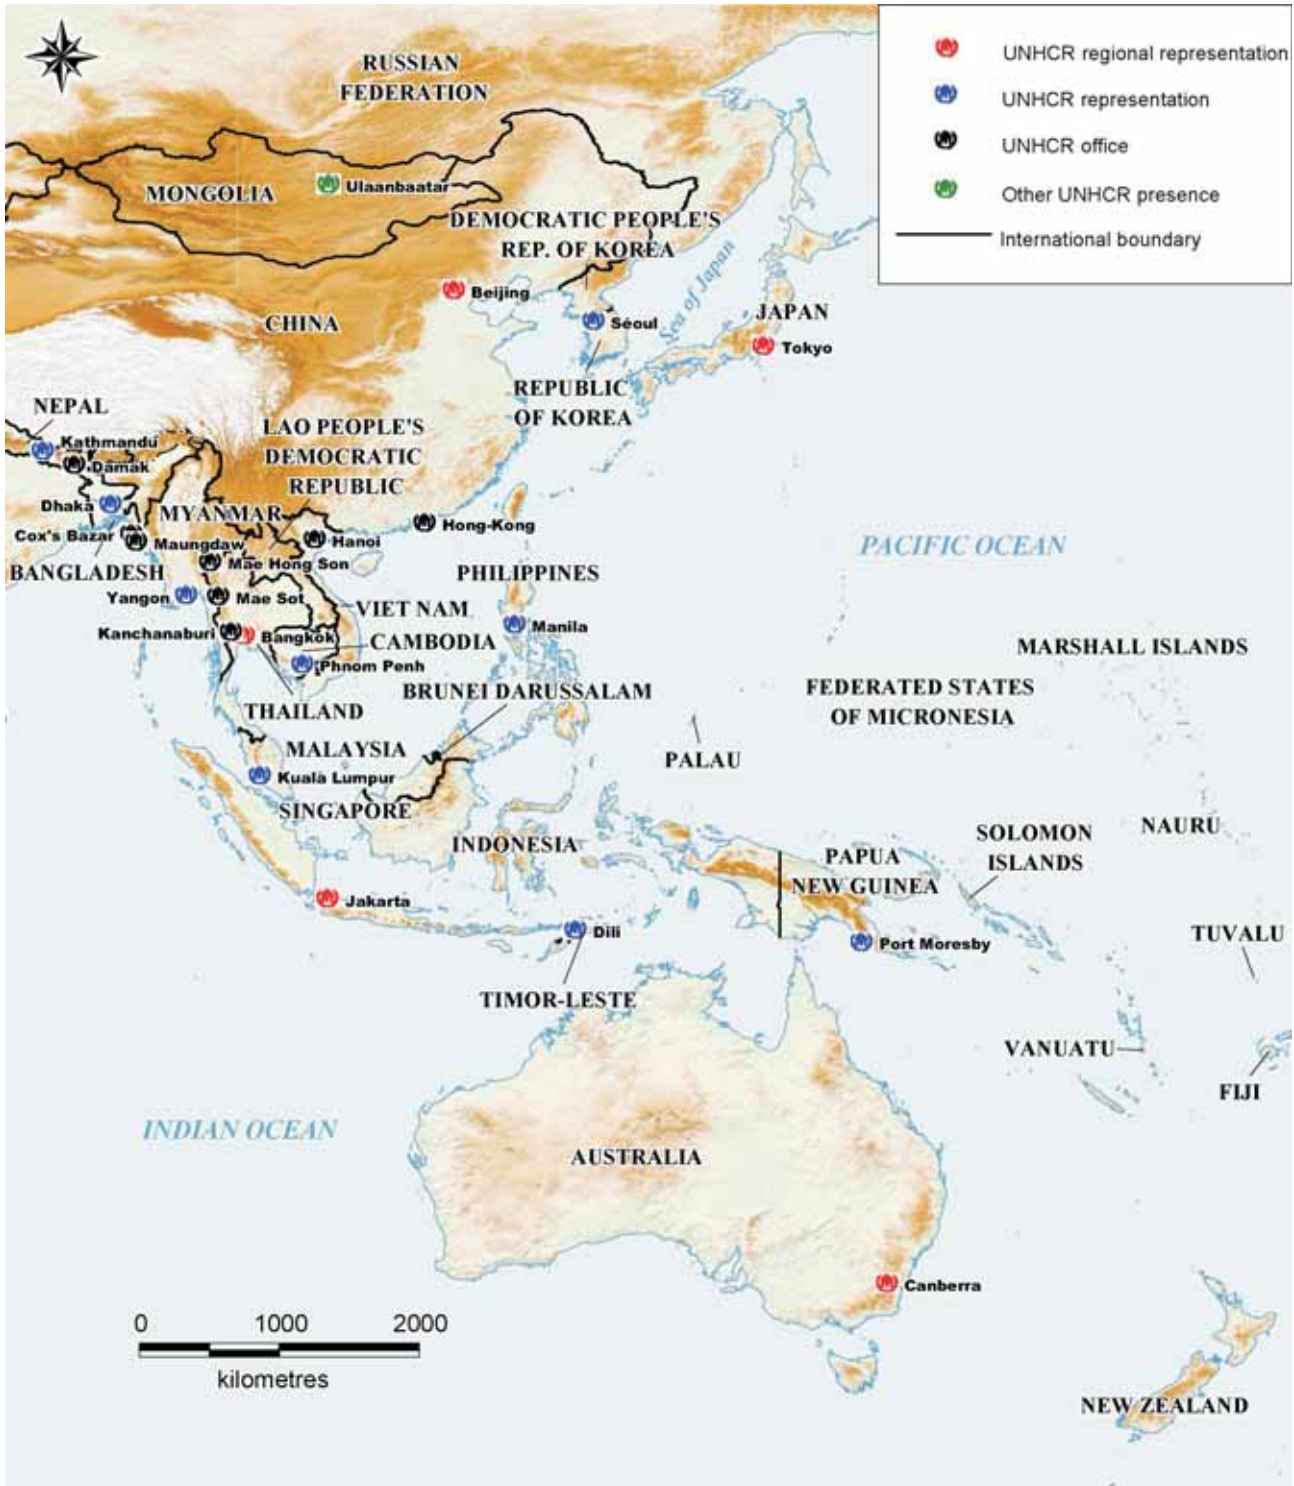 UNHCR regional representation
UNHCR representation
UNHCR office
Other UNHCR presence
International boundary
RUSSIAN
FEDERATION
MONGOLIA
Ulaanbaatar
DEMOCRATIC PEOPLE'S
REP. OF KOREA
Sea of Japan
Beijing
CHINA
Séoul
JAPAN
Tokyo
REPUBLIC
OF KOREA
NEPAL
Kathmandu
Damak
LAO PEOPLE'S
DEMOCRATIC
REPUBLIC
Dhaka
MYANMAR
Cox's Bazar
Maungdaw
Hanoi
Hong-Kong
PACIFIC OCEAN
BANGLADESH
Mae Hong Son
PHILIPPINES
Yangon
Mae Sot
VIET NAM
Manila
Kanchanaburi
Bangkok
CAMBODIA
MARSHALL ISLANDS
Phnom Penh
BRUNEI DARUSSALAM
FEDERATED STATES
OF MICRONESIA
THAILAND
MALAYSIA
PALAU
Kuala Lumpur
SINGAPORE
INDONESIA
SOLOMON
ISLANDS
NAURU
PAPUA
NEW GUINEA
Jakarta
Dili
Port Moresby
TUVALU
TIMOR-LESTE
VANUATU
FIJI
INDIAN OCEAN
AUSTRALIA
Canberra
0 1000 2000
kilometres
NEW ZEALAND